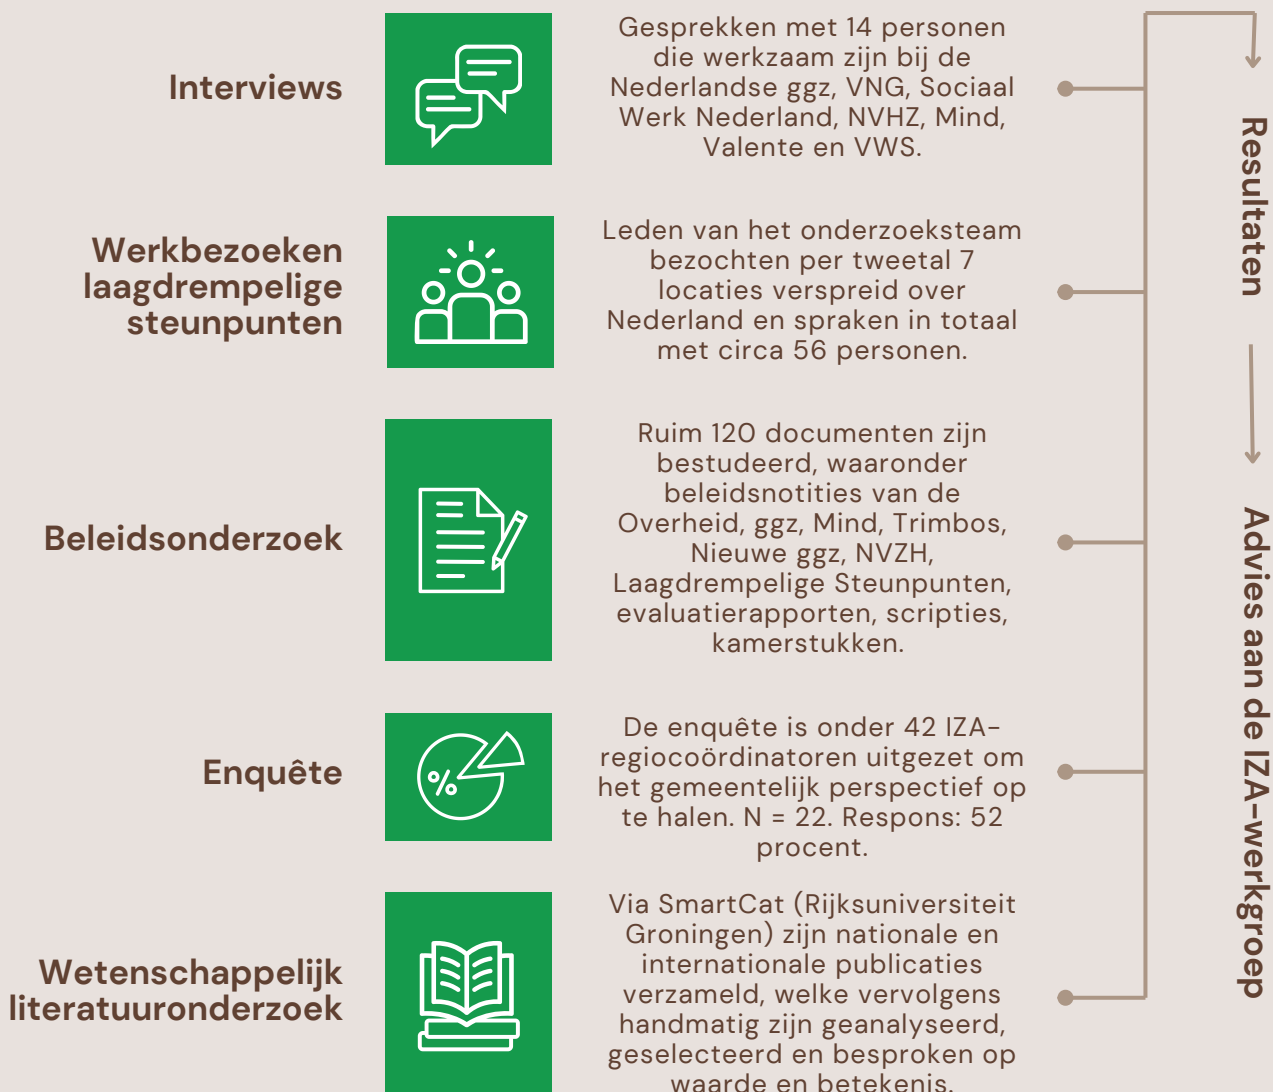 Interviews
Gesprekken met 14 personen
die werkzaam zijn bij de
Nederlandse ggz, VNG, Sociaal
Werk Nederland, NVHZ, Mind,
Valente en VWS.
Werkbezoeken
laagdrempelige
steunpunten
Leden van het onderzoeksteam
bezochten per tweetal 7
locaties verspreid over
Nederland en spraken in totaal
met circa 56 personen.
Beleidsonderzoek
Ruim 120 documenten zijn
bestudeerd, waaronder
beleidsnotities van de
Overheid, ggz, Mind, Trimbos,
Nieuwe ggz, NVZH,
Laagdrempelige Steunpunten,
evaluatierapporten, scripties,
kamerstukken.
Enquête
%
De enquête is onder 42 IZA-
regiocoördinatoren uitgezet om
het gemeentelijk perspectief op
te halen. N = 22. Respons: 52
procent.
Wetenschappelijk
literatuuronderzoek
Via SmartCat (Rijksuniversiteit
Groningen) zijn nationale en
internationale publicaties
verzameld, welke vervolgens
handmatig zijn geanalyseerd,
geselecteerd en besproken op
waarde en betekenis.
Resultaten
Advies aan de IZA-werkgroep